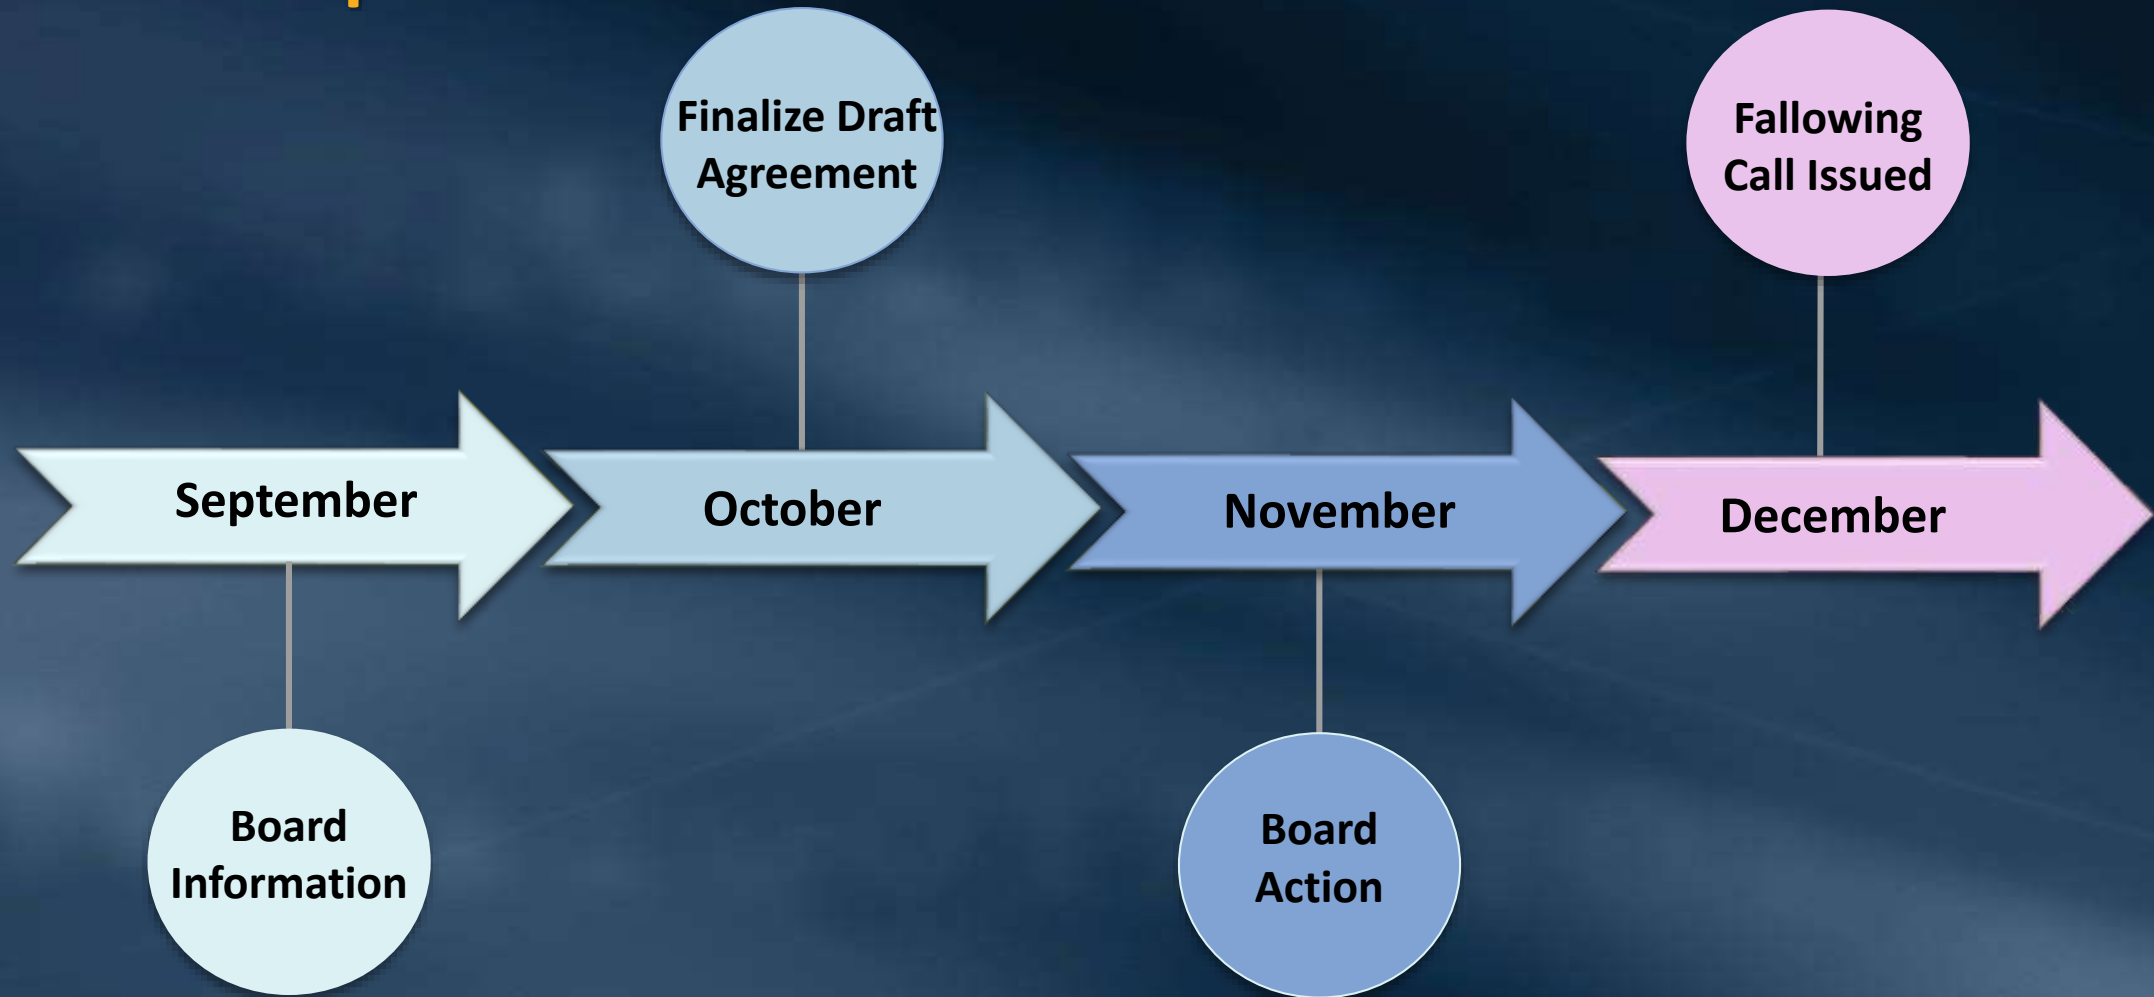 Finalize Draft
Agreement
Fallowing
Call Issued
September
October
November
December
Board
Information
Board
Action